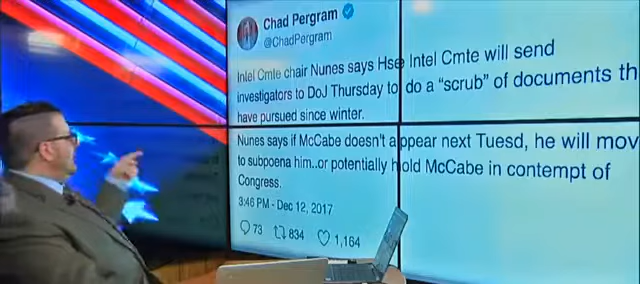 Chad Pergram
@ChadPergram
Intel Cmte chair Nunes says Hse Intel Cmte will send
investigators to DoJ Thursday to do a “scrub” of documents th
have pursued since winter.
Nunes says if McCabe doesn't appear next Tuesd, he will mov
to subpoena him..or potentially hold McCabe in contempt of
Congress.
3:46 PM - Dec 12, 2017
73 834 1,164